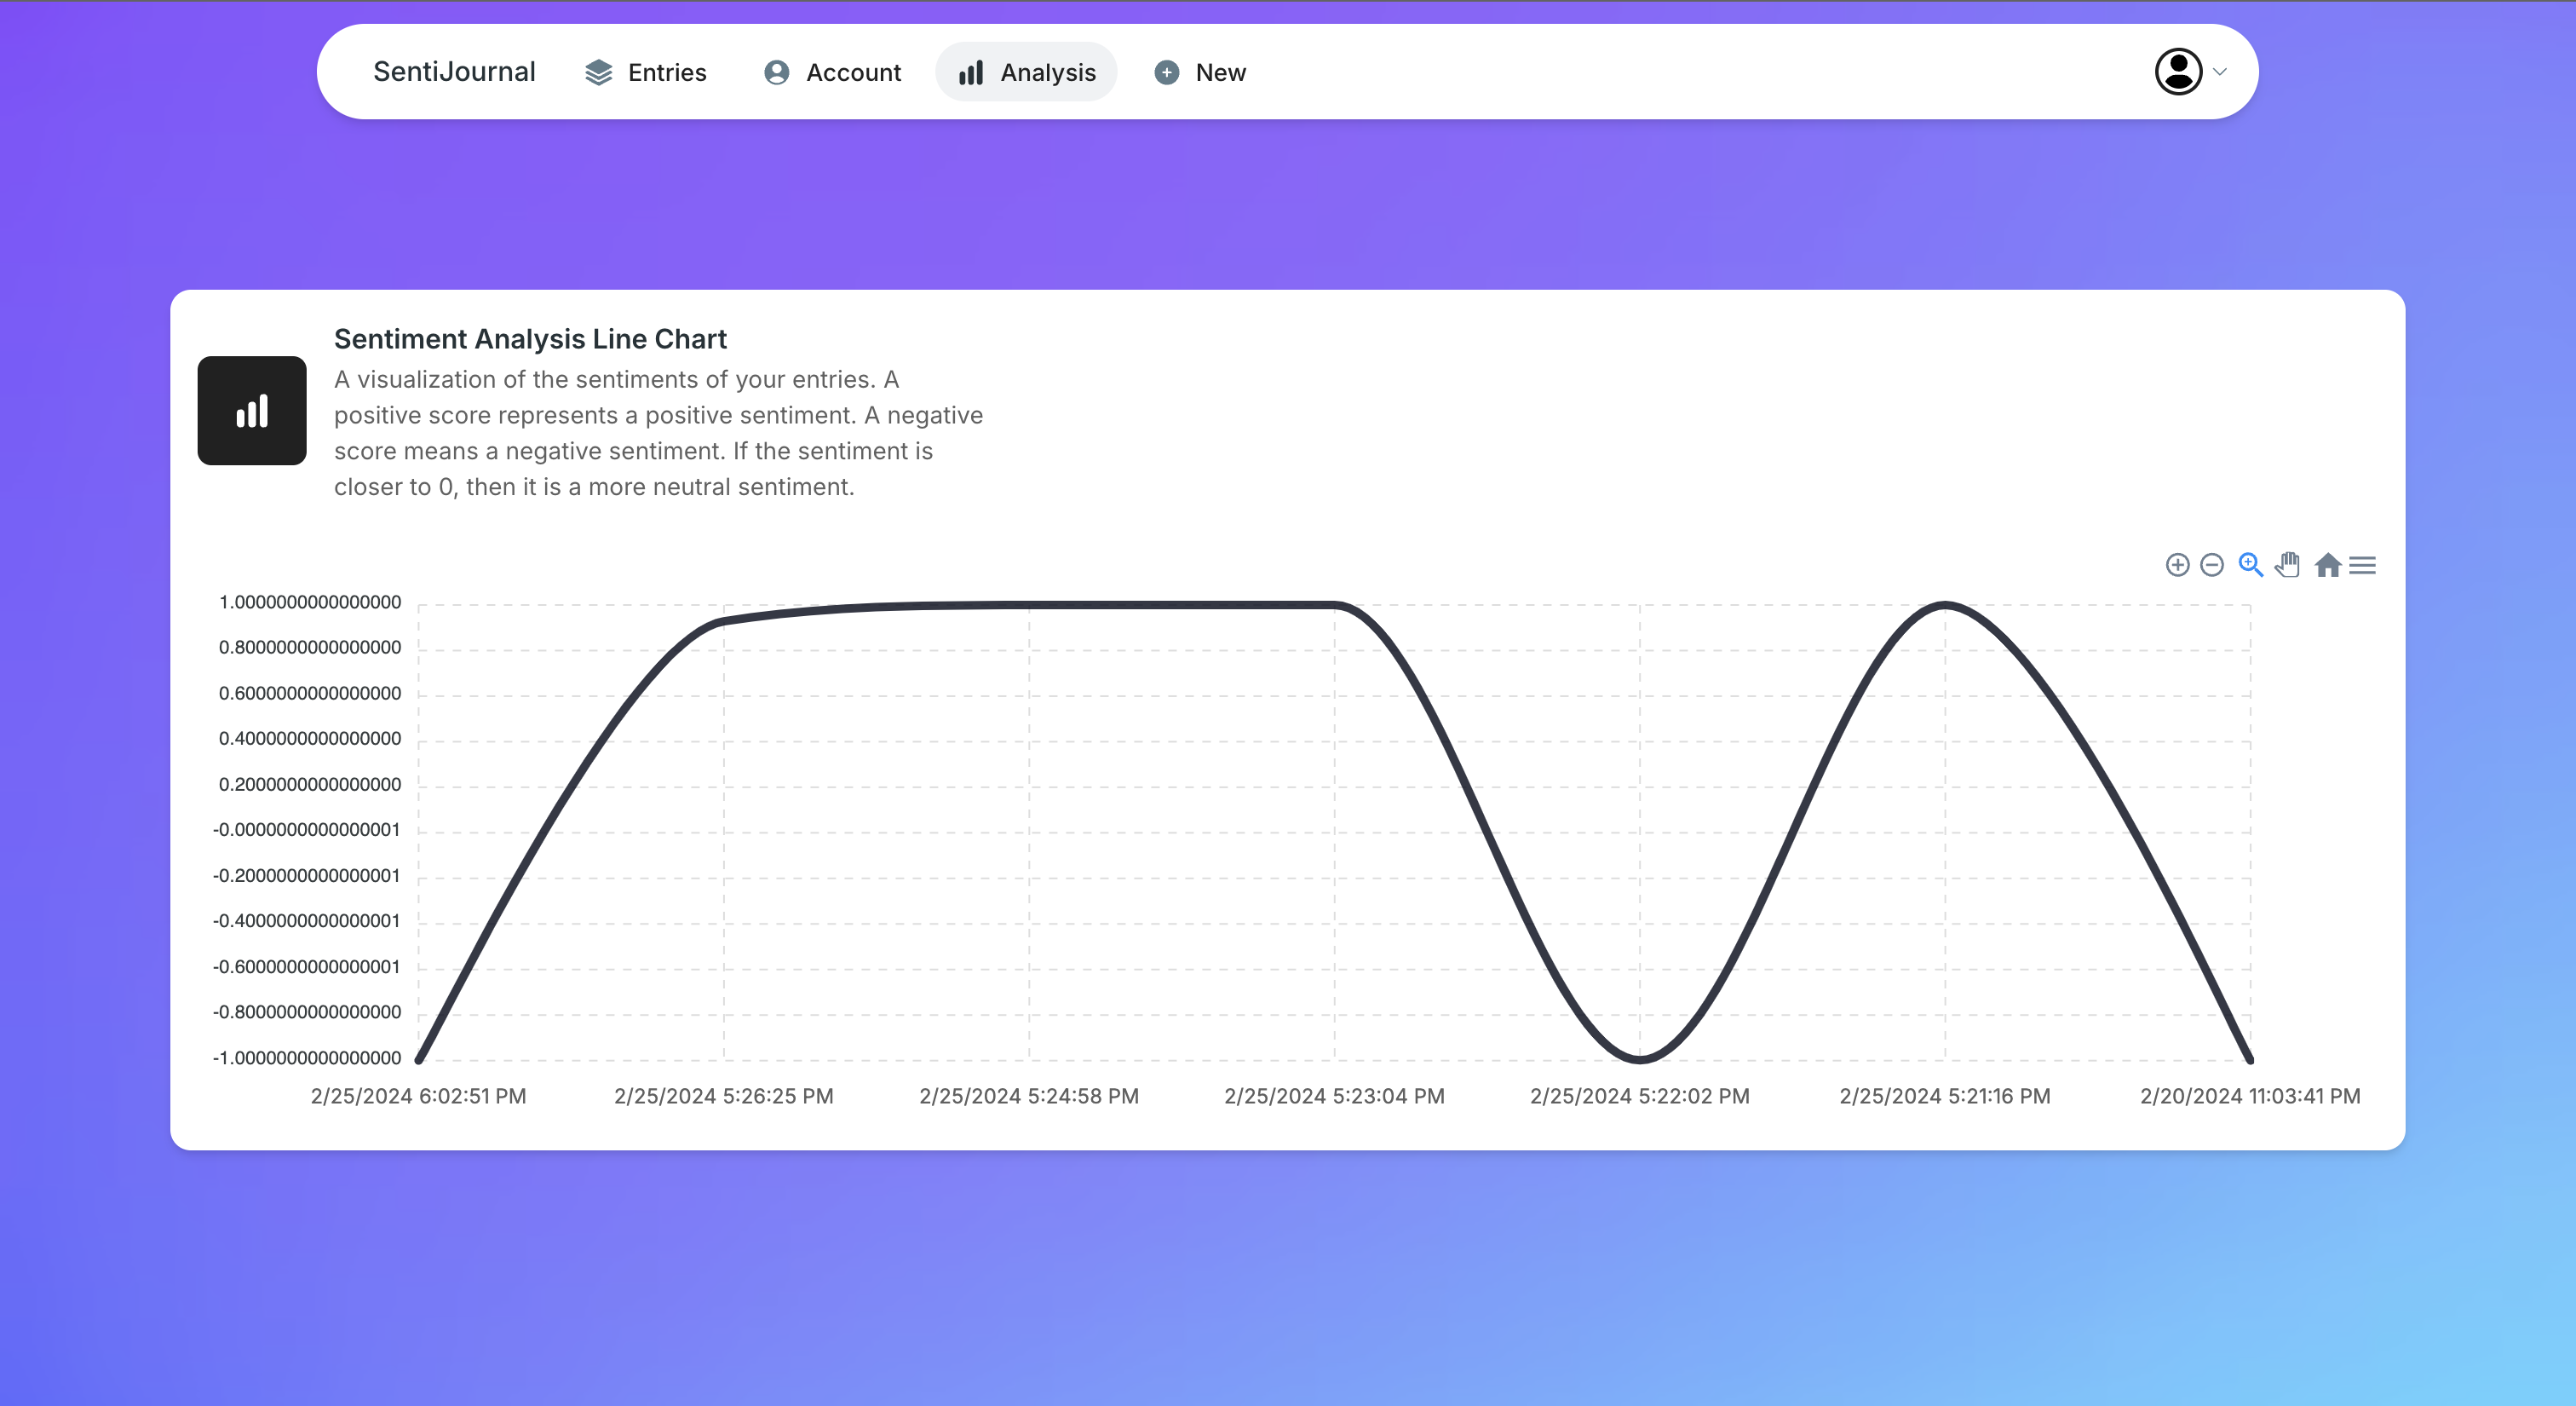 SentiJournal
Entries
Account
Analysis
New
Sentiment Analysis Line Chart
A visualization of the sentiments of your entries. A
positive score represents a positive sentiment. A negative
score means a negative sentiment. If the sentiment is
closer to 0, then it is a more neutral sentiment.
1.0000000000000000
0.8000000000000000
0.6000000000000000
0.4000000000000000
0.2000000000000000
-0.0000000000000001
-0.2000000000000001
-0.4000000000000001
-0.6000000000000001
-0.8000000000000000
-1.0000000000000000
2/25/2024 6:02:51 PM
2/25/2024 5:26:25 PM
2/25/2024 5:24:58 PM
2/25/2024 5:23:04 PM
2/25/2024 5:22:02 PM
2/25/2024 5:21:16 PM
2/20/2024 11:03:41 PM